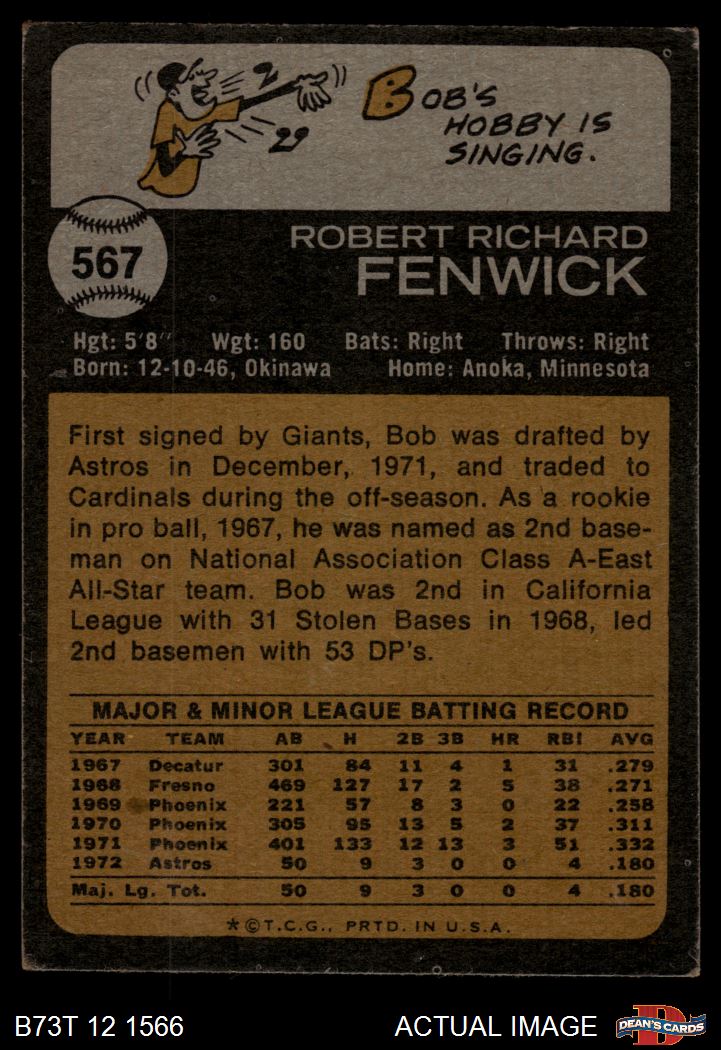 BOB'S
HOBBY IS
SINGING.
567
ROBERT RICHARD
FENWICK
Hgt: 5'8" Wgt: 160 Bats: Right Throws: Right
Born: 12-10-46, Okinawa Home: Anoka, Minnesota
First signed by Giants, Bob was drafted by
Astros in December, 1971, and traded to
Cardinals during the off-season. As a rookie
in pro ball, 1967, he was named as 2nd base-
man on National Association Class A-East
All-Star team. Bob was 2nd in California
League with 31 Stolen Bases in 1968, led
2nd basemen with 53 DP's.
MAJOR & MINOR LEAGUE BATTING RECORD
YEAR TEAM AB H 2B 3B HR RBI AVG
1967 Decatur 301 84 11 4 1 31 .279
1968 Fresno 469 127 17 2 5 38 .271
1969 Phoenix 221 57 8 3 0 22 .258
1970 Phoenix 305 95 13 5 2 37 .311
1971 Phoenix 401 133 12 13 3 51 .332
1972 Astros 50 9 3 0 0 4 .180
Maj. Lg. Tot. 50 9 3 0 0 4 .180
*©T.C.G., PRTD. IN U.S.A.
B73T 12 1566 ACTUAL IMAGE DEAN'S CARDS